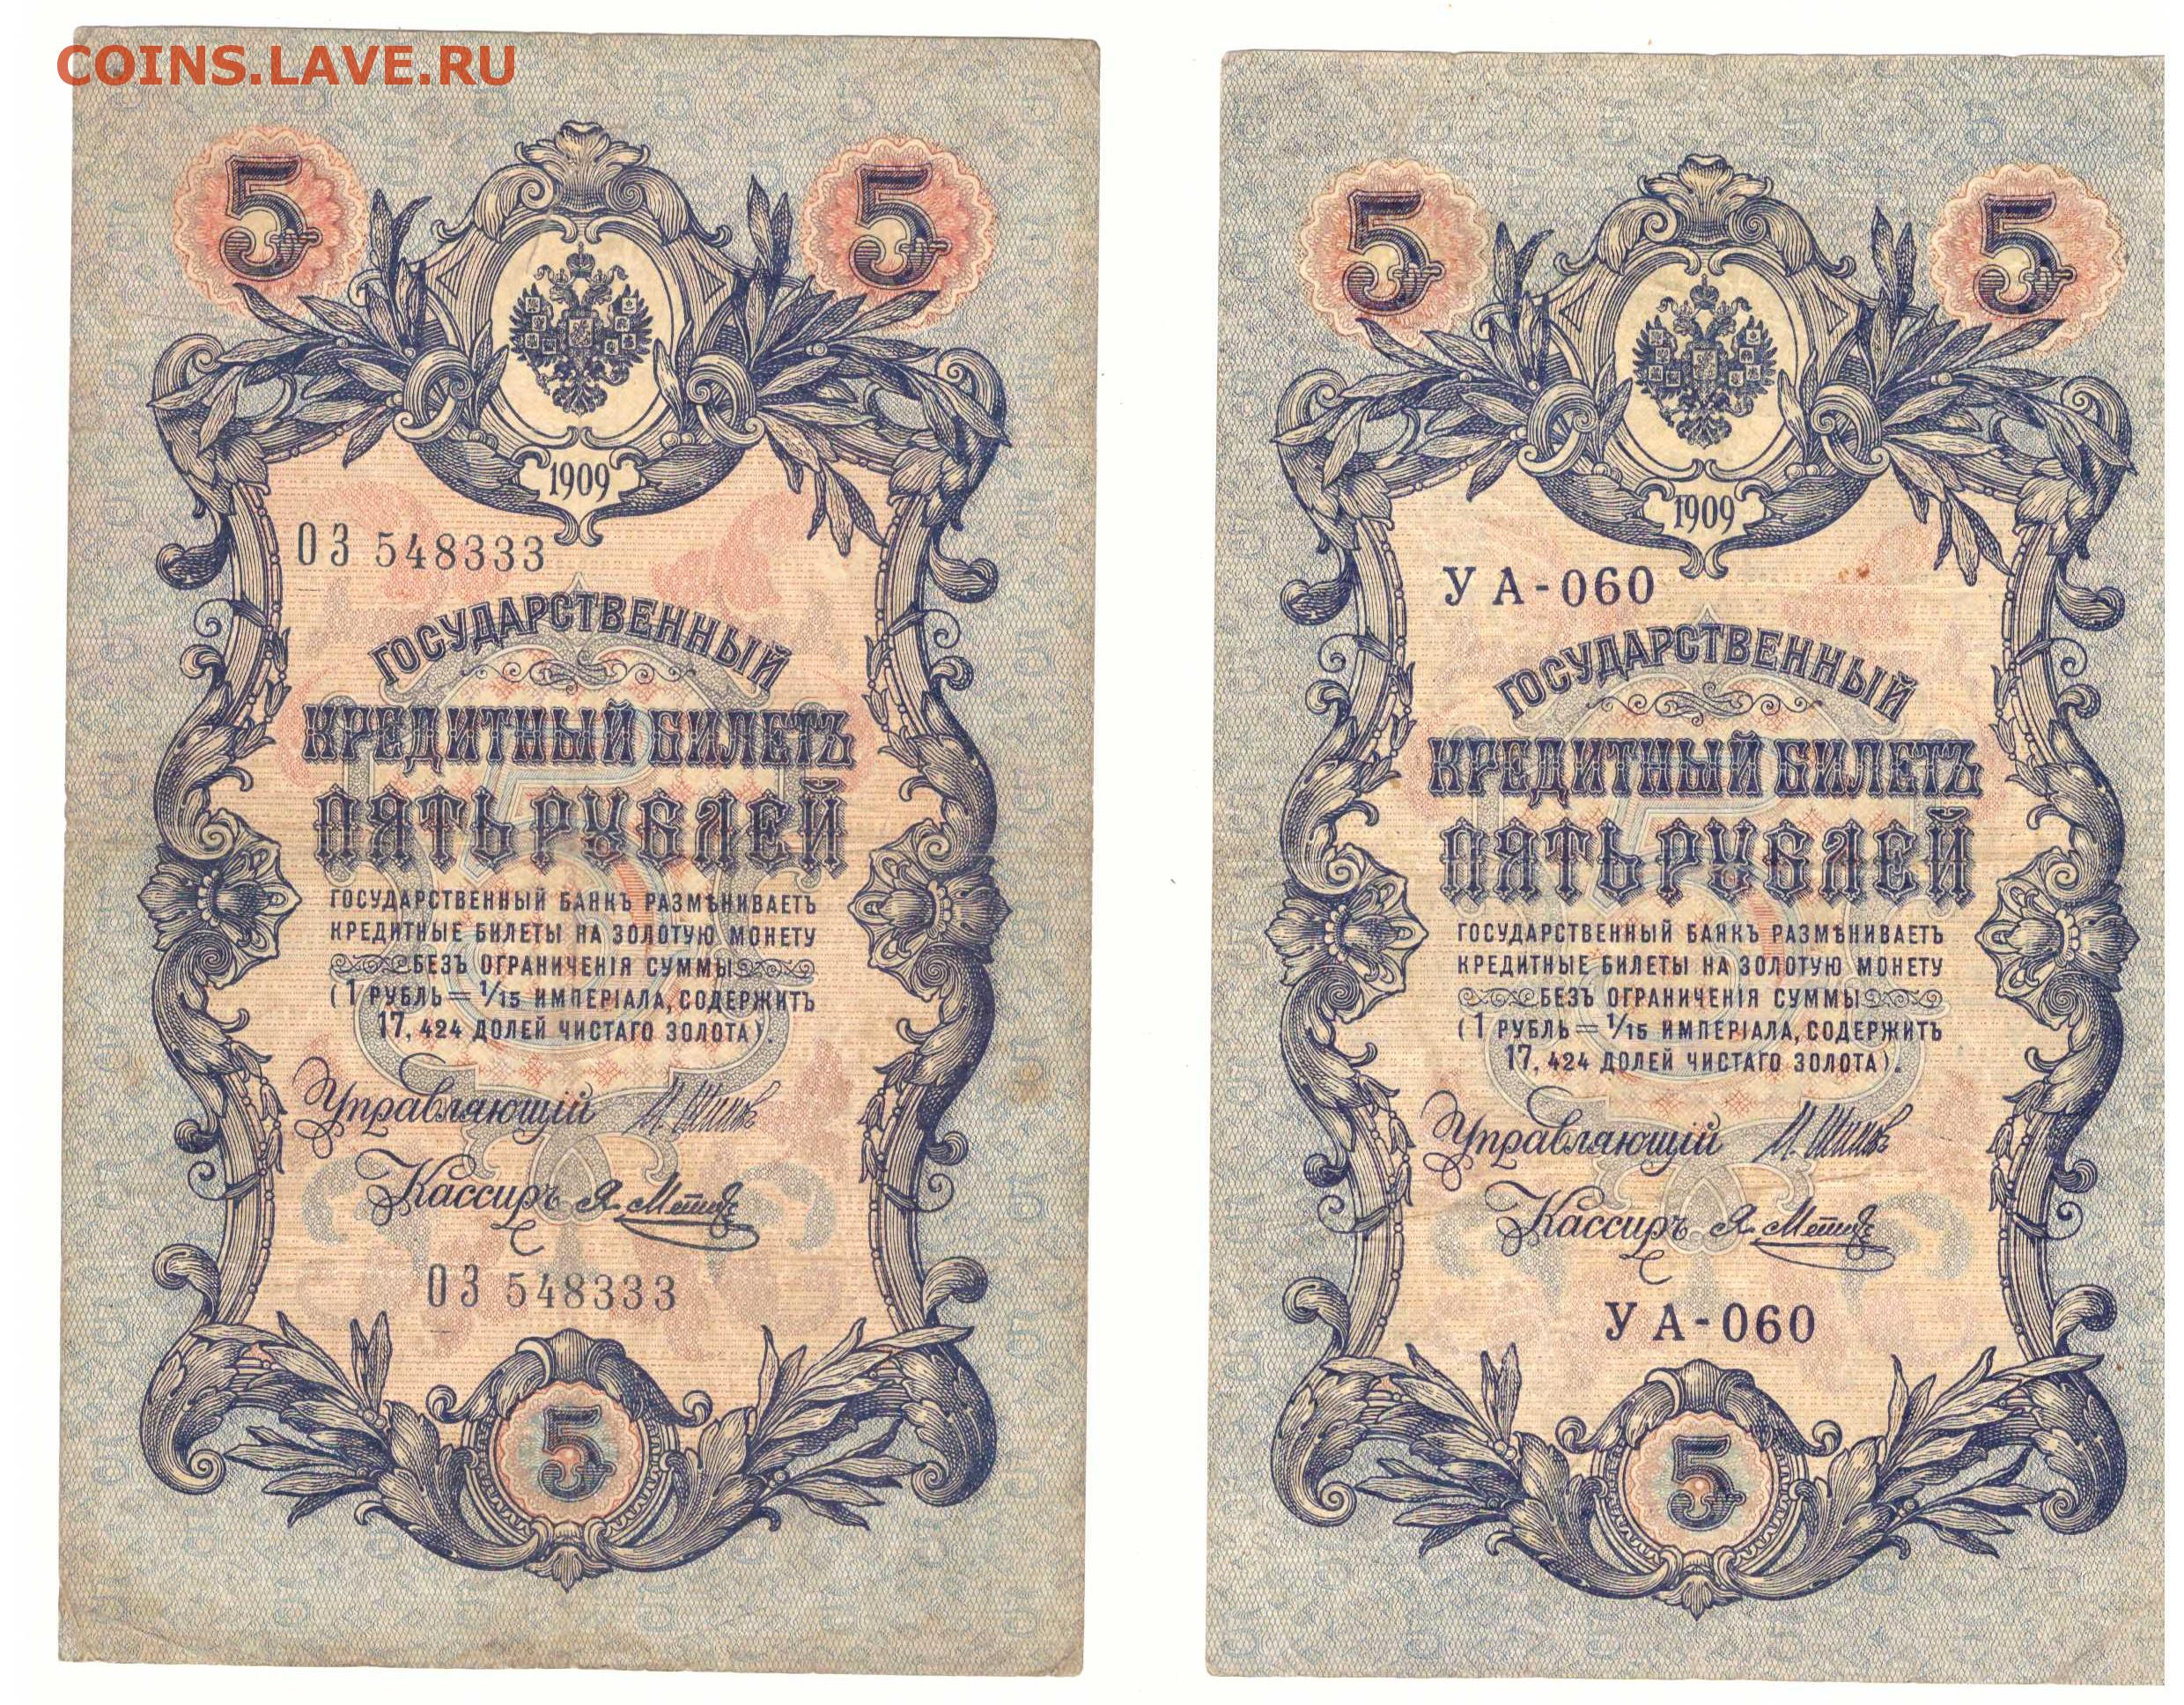 COINS.LAVE.RU
5 5
1909
ОЗ 548333
ГОСУДАРСТВЕННЫЙ
КРЕДИТНЫЙ БИЛЕТЪ
ПЯТЬ РУБЛЕЙ
ГОСУДАРСТВЕННЫЙ БАНКЪ РАЗМѢНИВАЕТЪ
КРЕДИТНЫЕ БИЛЕТЫ НА ЗОЛОТУЮ МОНЕТУ
БЕЗЪ ОГРАНИЧЕНІЯ СУММЫ
(1 РУБЛЬ = 1/15 ИМПЕРІАЛА, СОДЕРЖИТЪ
17,424 ДОЛЕЙ ЧИСТАГО ЗОЛОТА).
Управляющій
Кассиръ
ОЗ 548333
5
5 5
1909
УА-060
ГОСУДАРСТВЕННЫЙ
КРЕДИТНЫЙ БИЛЕТЪ
ПЯТЬ РУБЛЕЙ
ГОСУДАРСТВЕННЫЙ БАНКЪ РАЗМѢНИВАЕТЪ
КРЕДИТНЫЕ БИЛЕТЫ НА ЗОЛОТУЮ МОНЕТУ
БЕЗЪ ОГРАНИЧЕНІЯ СУММЫ
(1 РУБЛЬ = 1/15 ИМПЕРІАЛА, СОДЕРЖИТЪ
17,424 ДОЛЕЙ ЧИСТАГО ЗОЛОТА).
Управляющій
Кассиръ
УА-060
5